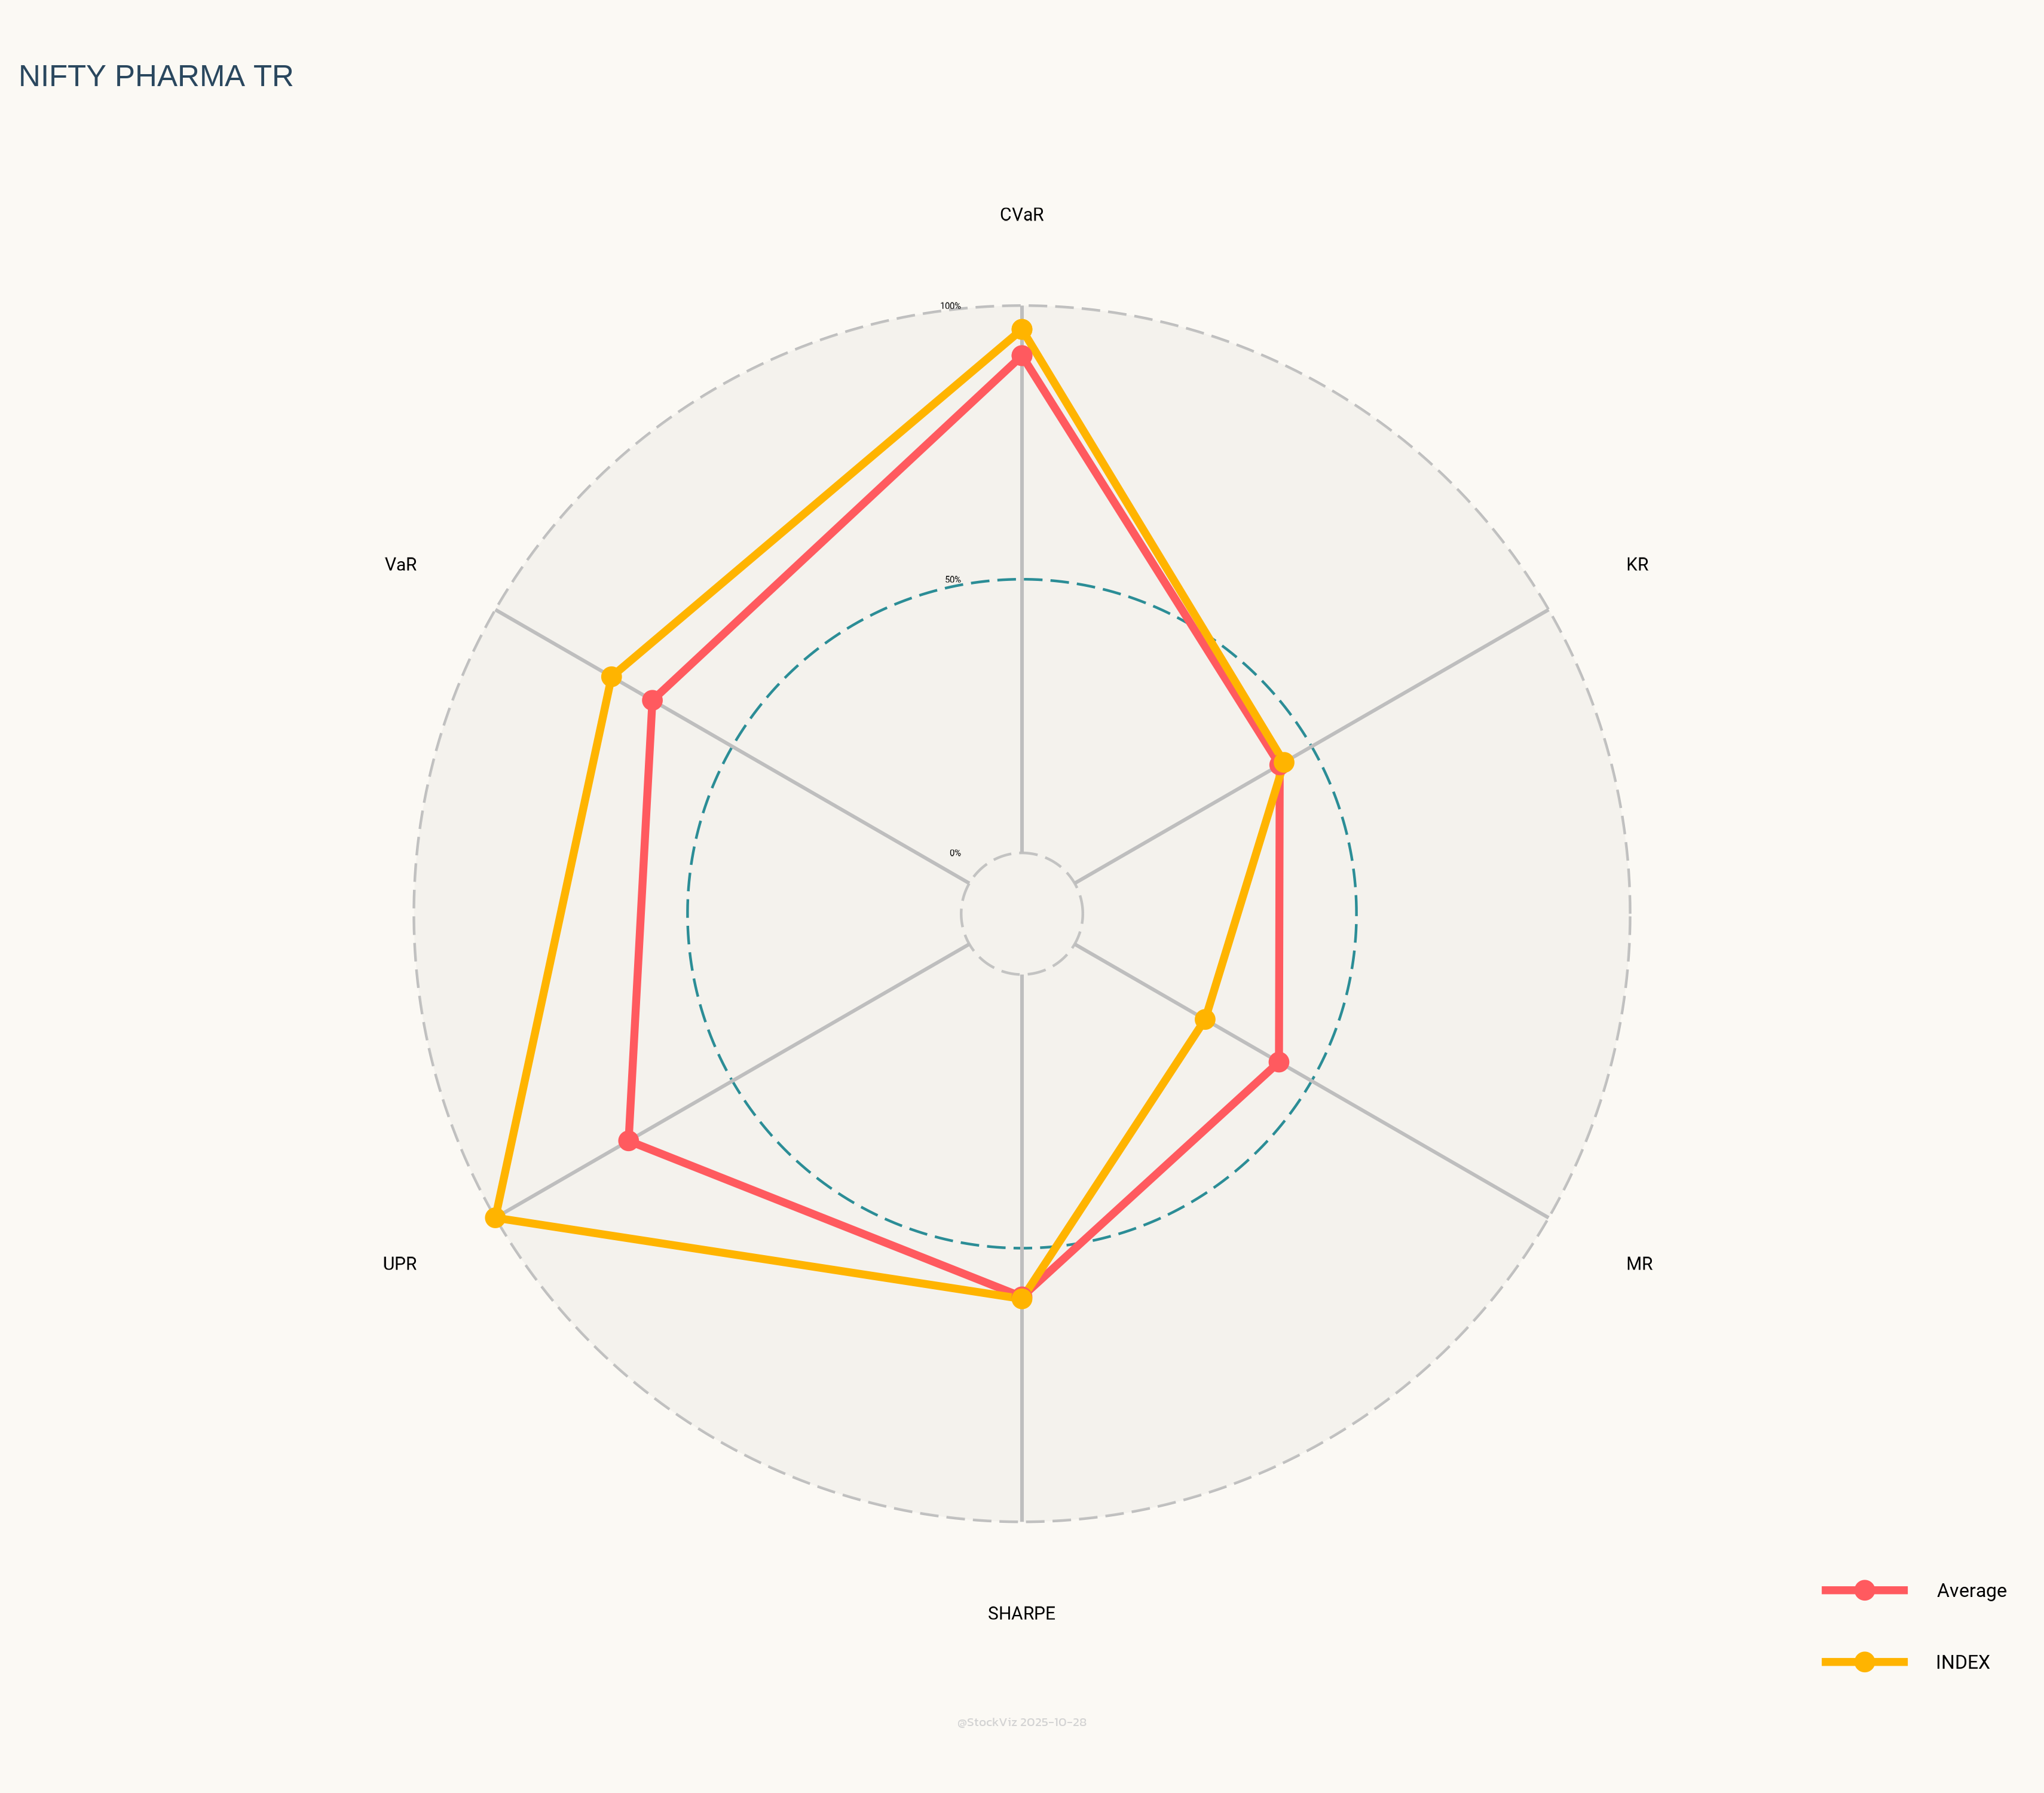 NIFTY PHARMA TR
CVaR
100%
VaR
KR
50%
0%
UPR
MR
SHARPE
Average
INDEX
@StockViz 2025-10-28